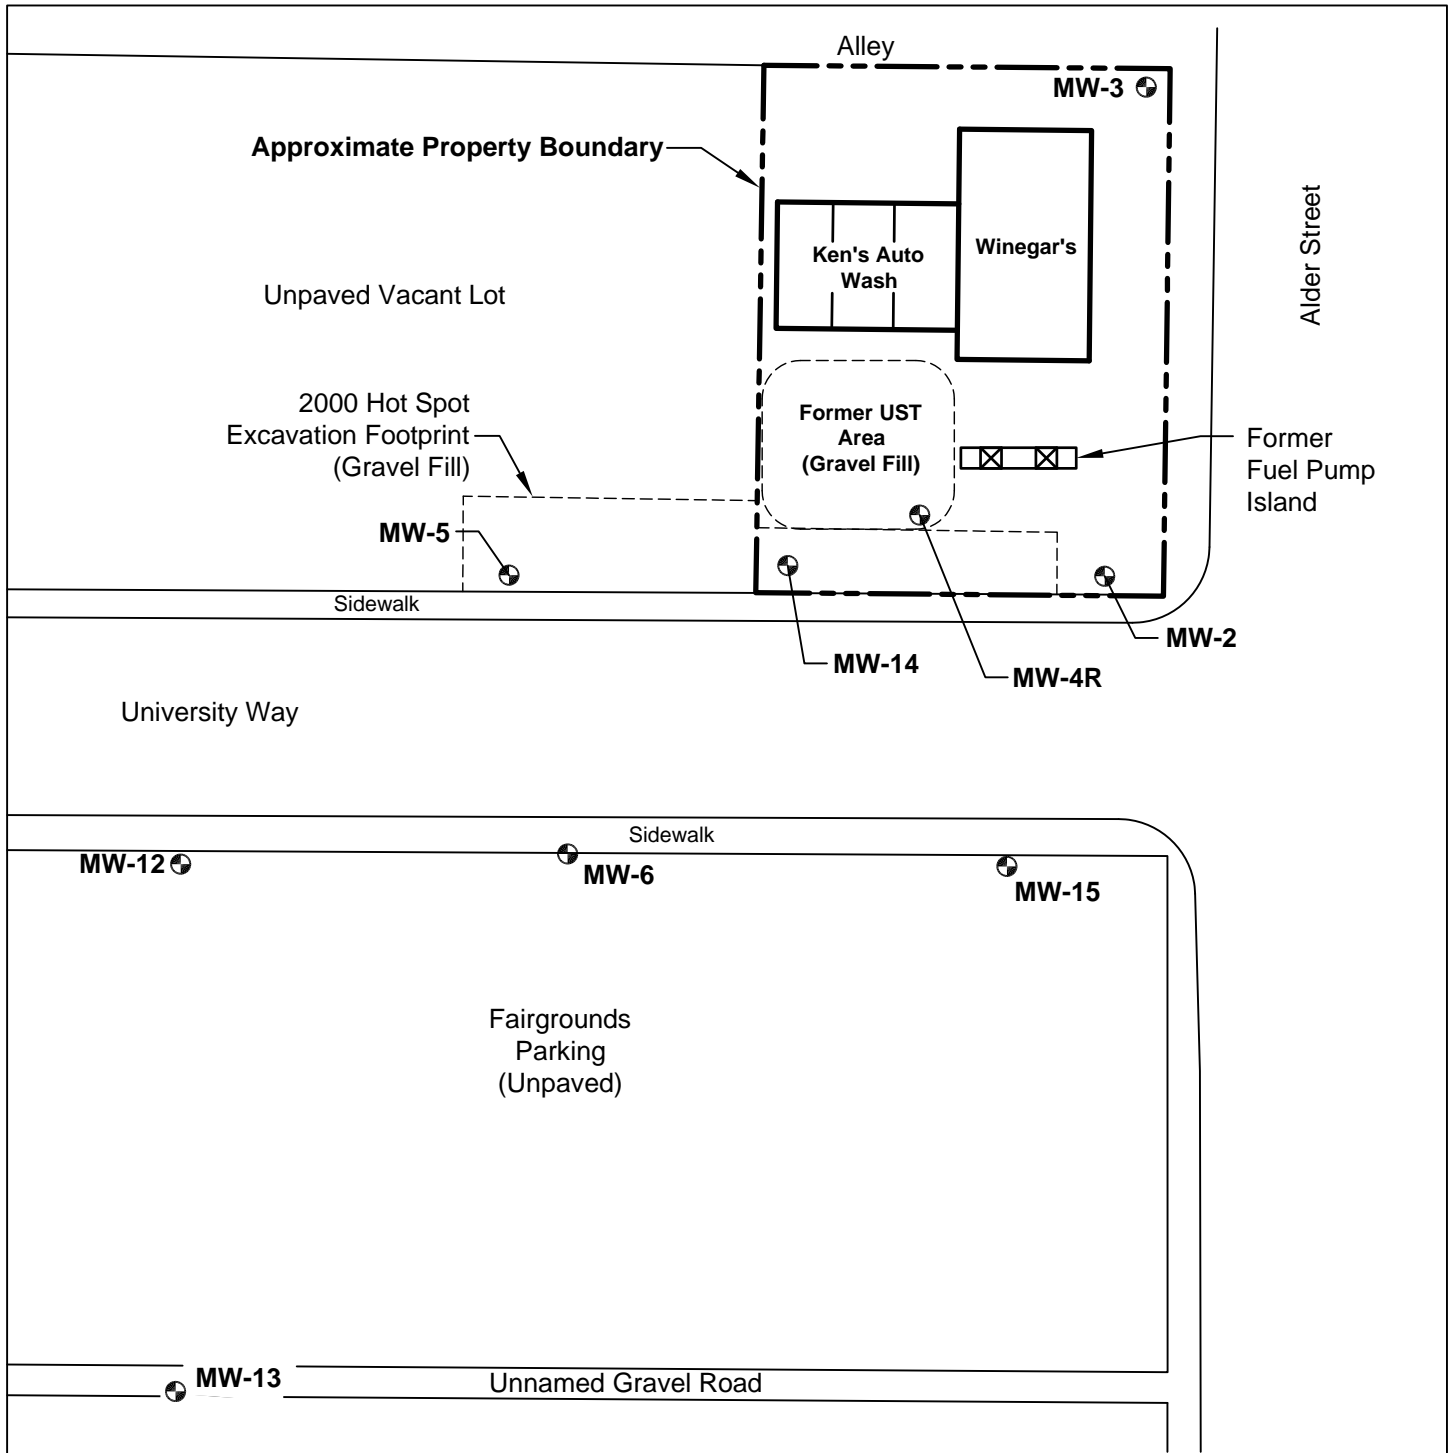 Alley
MW-3
Approximate Property Boundary
Alder Street
Winegar's
Ken's Auto
Wash
Unpaved Vacant Lot
2000 Hot Spot
Excavation Footprint
(Gravel Fill)
Former UST
Area
(Gravel Fill)
Former
Fuel Pump
Island
MW-5
Sidewalk
MW-2
MW-14
MW-4R
University Way
Sidewalk
MW-12
MW-6
MW-15
Fairgrounds
Parking
(Unpaved)
MW-13
Unnamed Gravel Road